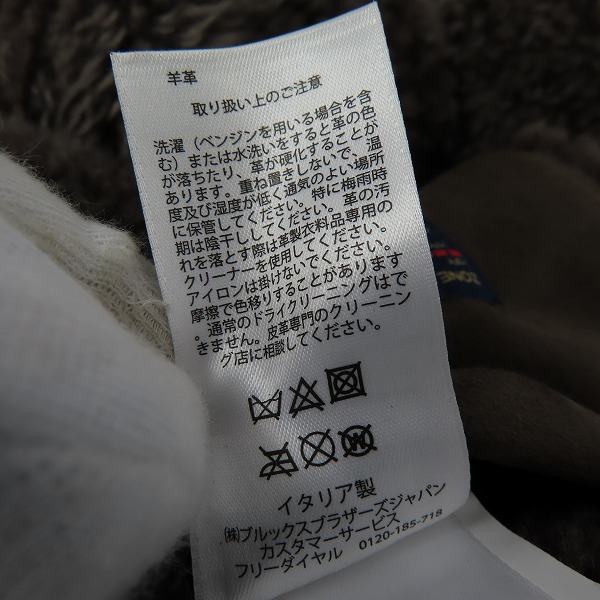 羊革
取り扱い上のご注意
洗濯（ベンジンを用いる場合を含
む）または水洗いをすると革の色
が落ちたり、革が硬化することが
あります。重ね置きしないで、温
度及び湿度が低く通気のよい場所
に保管してください。特に梅雨時
期は陰干ししてください。革の汚
れを落とす際は革製衣料品専用の
クリーナーを使用してください。
アイロンは掛けないでください。
摩擦で色移りすることがあります
。通常のドライクリーニングはで
きません。皮革専門のクリーニン
グ店に相談してください。
イタリア製
㈱ブルックスブラザーズジャパン
カスタマーサービス
フリーダイヤル 0120-185-718